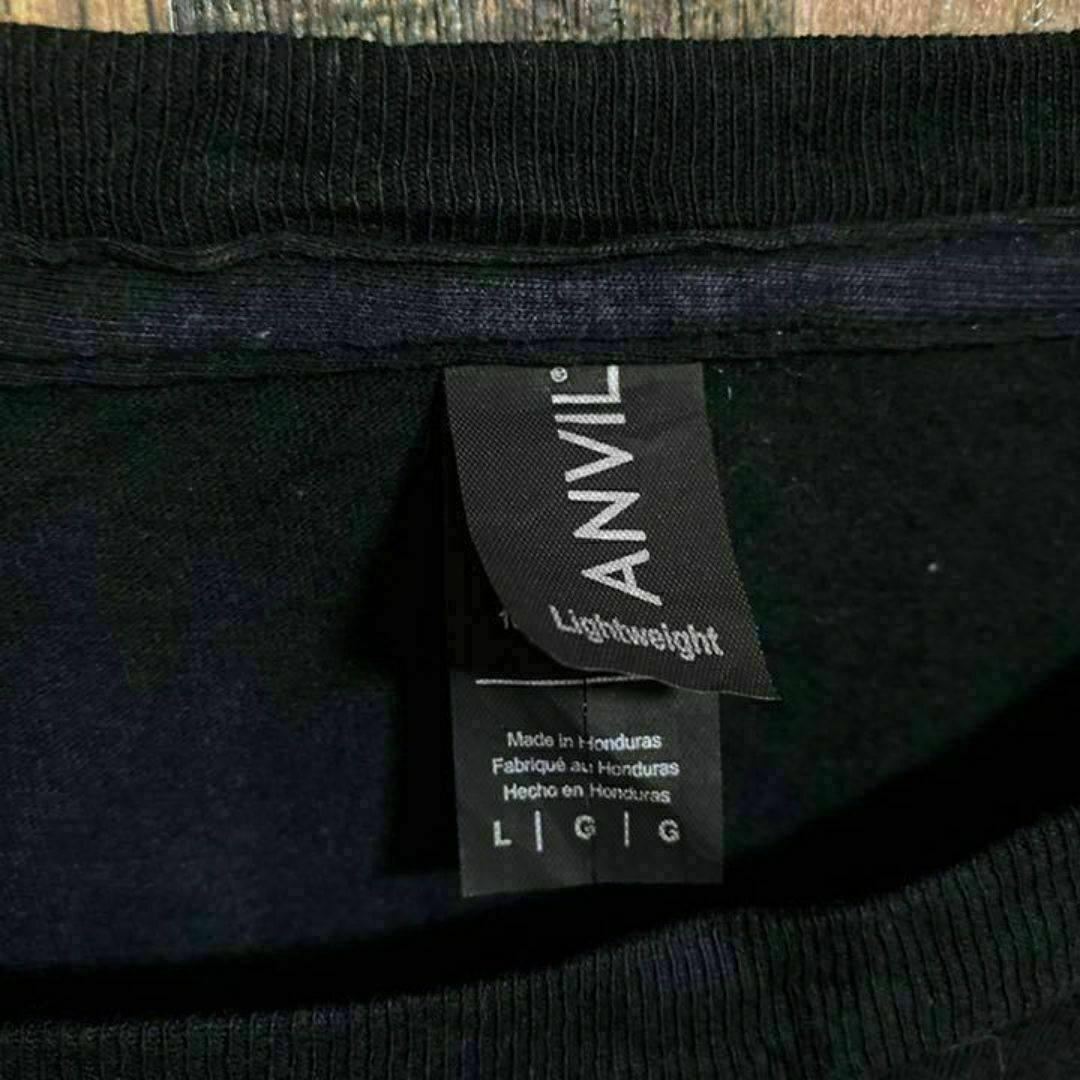 ANVIL®
Lightweight
Made in Honduras
Fabriqué au Honduras
Hecho en Honduras
L | G | G